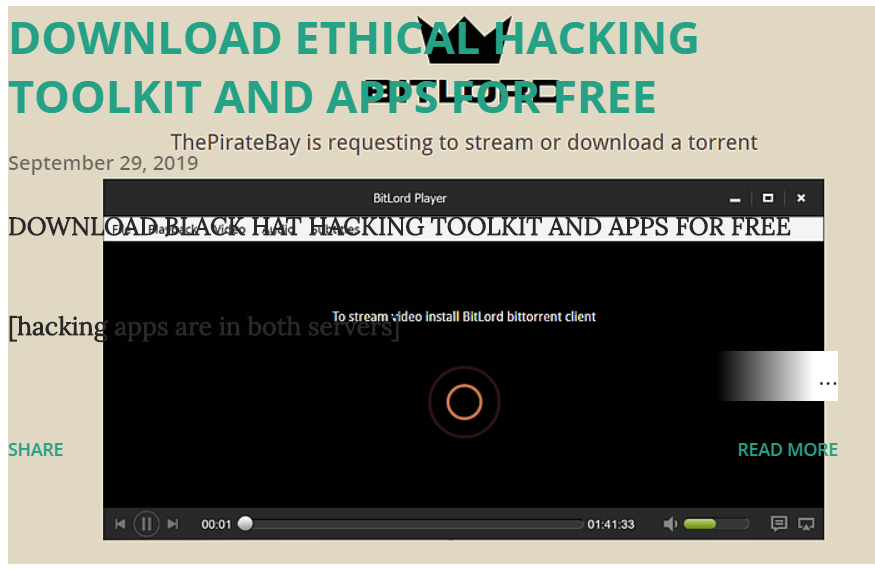 DOWNLOAD ETHICAL HACKING
TOOLKIT AND APPS FOR FREE
BITLORD
ThePirateBay is requesting to stream or download a torrent
September 29, 2019
BitLord Player
DOWNLOAD BLACK HAT HACKING TOOLKIT AND APPS FOR FREE
File Playback Video Audio Subtitles
To stream video install BitLord bittorrent client
[hacking apps are in both servers]
...
SHARE
READ MORE
00:01
01:41:33